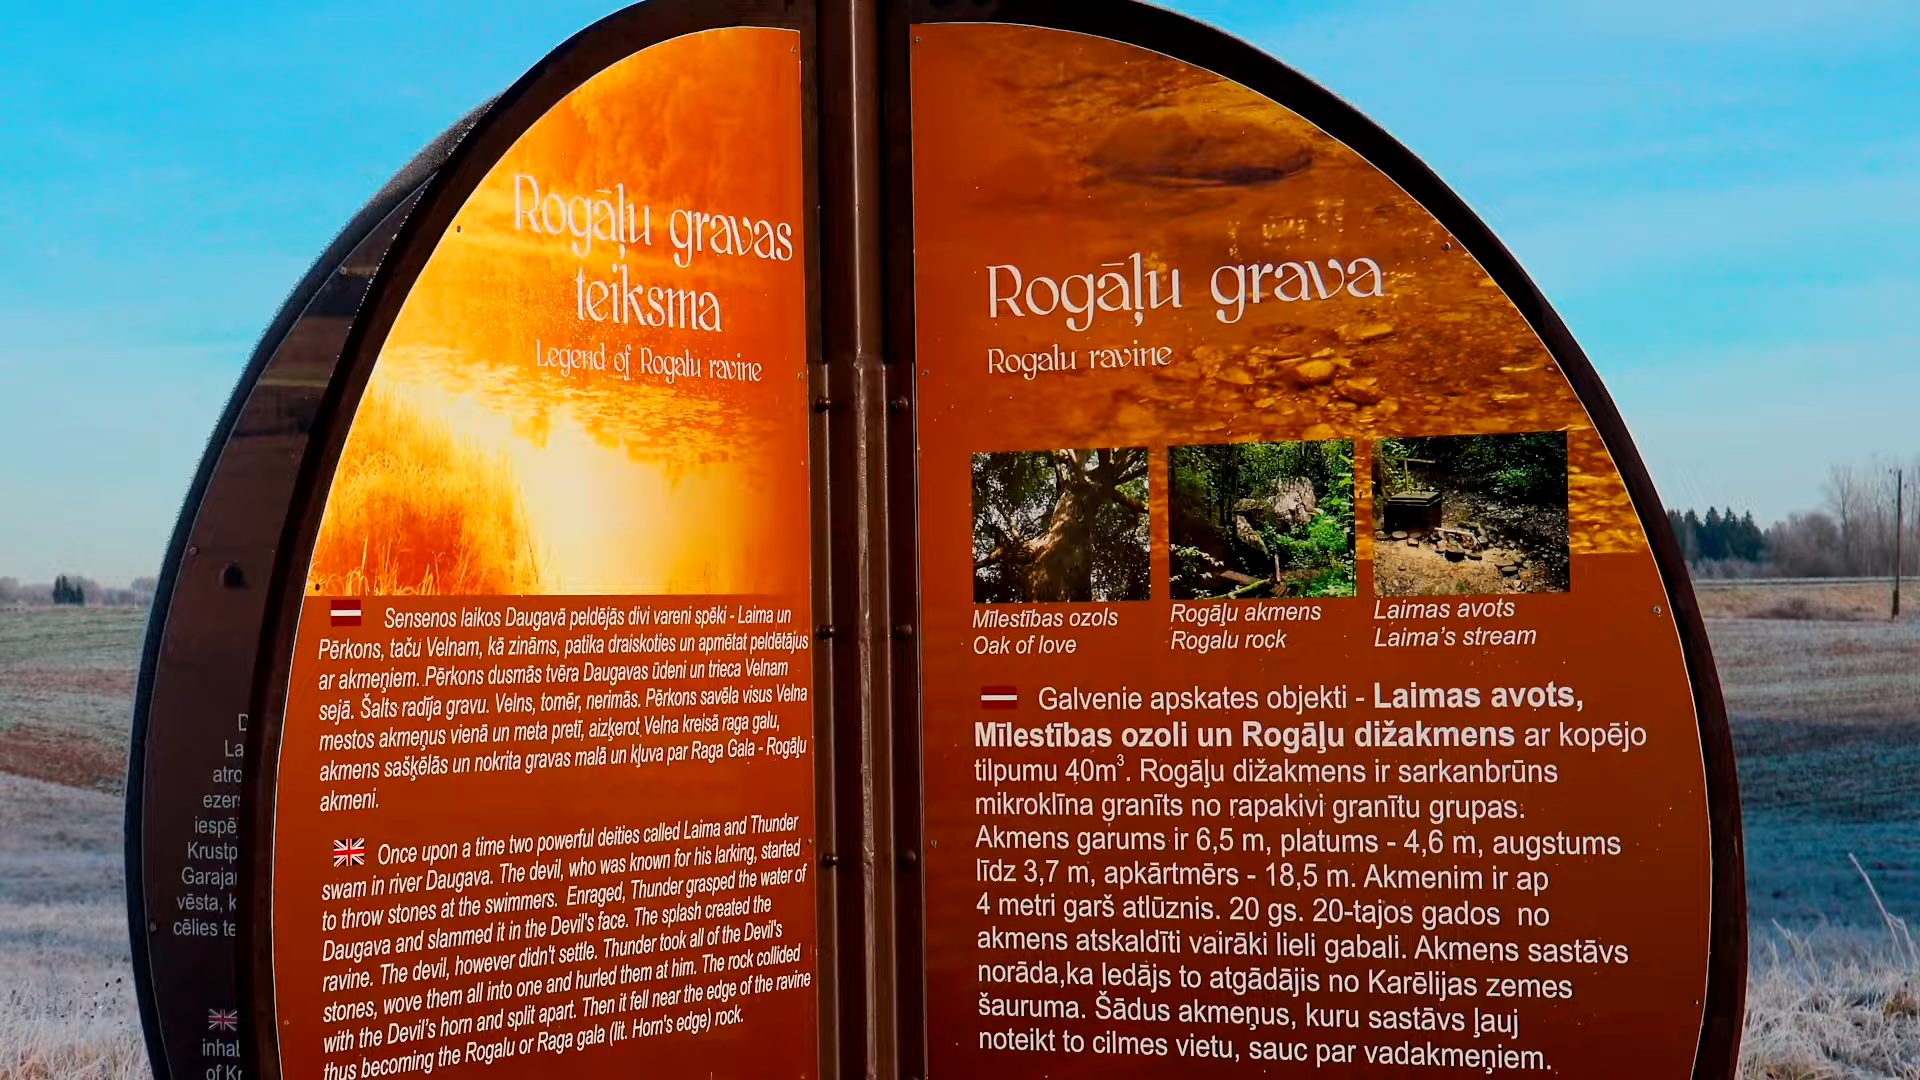 Rogāļu gravas
teiksma
Legend of Rogalu ravine
Sensenos laikos Daugavā peldējās divi vareni spēki - Laima un
Pērkons, taču Velnam, kā zināms, patika draiskoties un apmētat peldētājus
ar akmeņiem. Pērkons dusmās tvēra Daugavas ūdeni un trieca Velnam
sejā. Šalts radīja gravu. Velns, tomēr, nerimās. Pērkons savēla visus Velna
mestos akmeņus vienā un meta pretī, aizķerot Velna kreisā raga galu,
akmens sašķēlās un nokrita gravas malā un kļuva par Raga Gala - Rogāļu
akmeni.
Once upon a time two powerful deities called Laima and Thunder
swam in river Daugava. The devil, who was known for his larking, started
to throw stones at the swimmers. Enraged, Thunder grasped the water of
Daugava and slammed it in the Devil's face. The splash created the
ravine. The devil, however didn't settle. Thunder took all of the Devil's
stones, wove them all into one and hurled them at him. The rock collided
with the Devil's horn and split apart. Then it fell near the edge of the ravine
thus becoming the Rogalu or Raga gala (lit. Horn's edge) rock.
Rogāļu grava
Rogalu ravine
Mīlestības ozols
Oak of love
Rogāļu akmens
Rogalu rock
Laimas avots
Laima's stream
Galvenie apskates objekti - Laimas avots,
Mīlestības ozoli un Rogāļu dižakmens ar kopējo
tilpumu 40m³. Rogāļu dižakmens ir sarkanbrūns
mikroklīna granīts no rapakivi granītu grupas.
Akmens garums ir 6,5 m, platums - 4,6 m, augstums
līdz 3,7 m, apkārtmērs - 18,5 m. Akmenim ir ap
4 metri garš atlūznis. 20 gs. 20-tajos gados no
akmens atskaldīti vairāki lieli gabali. Akmens sastāvs
norāda,ka ledājs to atgādājis no Karēlijas zemes
šauruma. Šādus akmeņus, kuru sastāvs ļauj
noteikt to cilmes vietu, sauc par vadakmeņiem.
D
La
atro
ezer
iespē
Krustp
Garaja
vēsta, k
cēlies te
inhab
of Kr